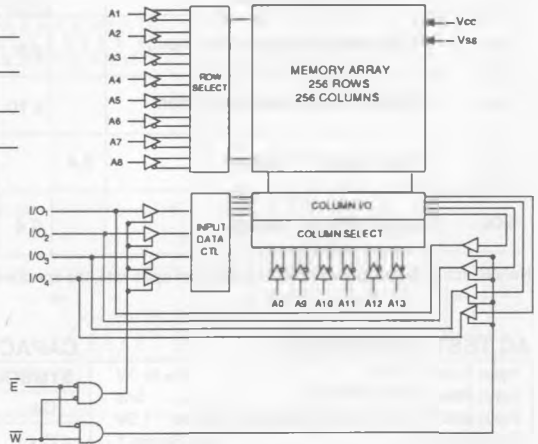 A1
A2
A3
A4
A5
A6
A7
A8
ROW
SELECT
MEMORY ARRAY
256 ROWS
256 COLUMNS
Vcc
Vss
I/O1
I/O2
I/O3
I/O4
INPUT
DATA
CTL
COLUMN I/O
COLUMN SELECT
A0 A9 A10 A11 A12 A13
E
W